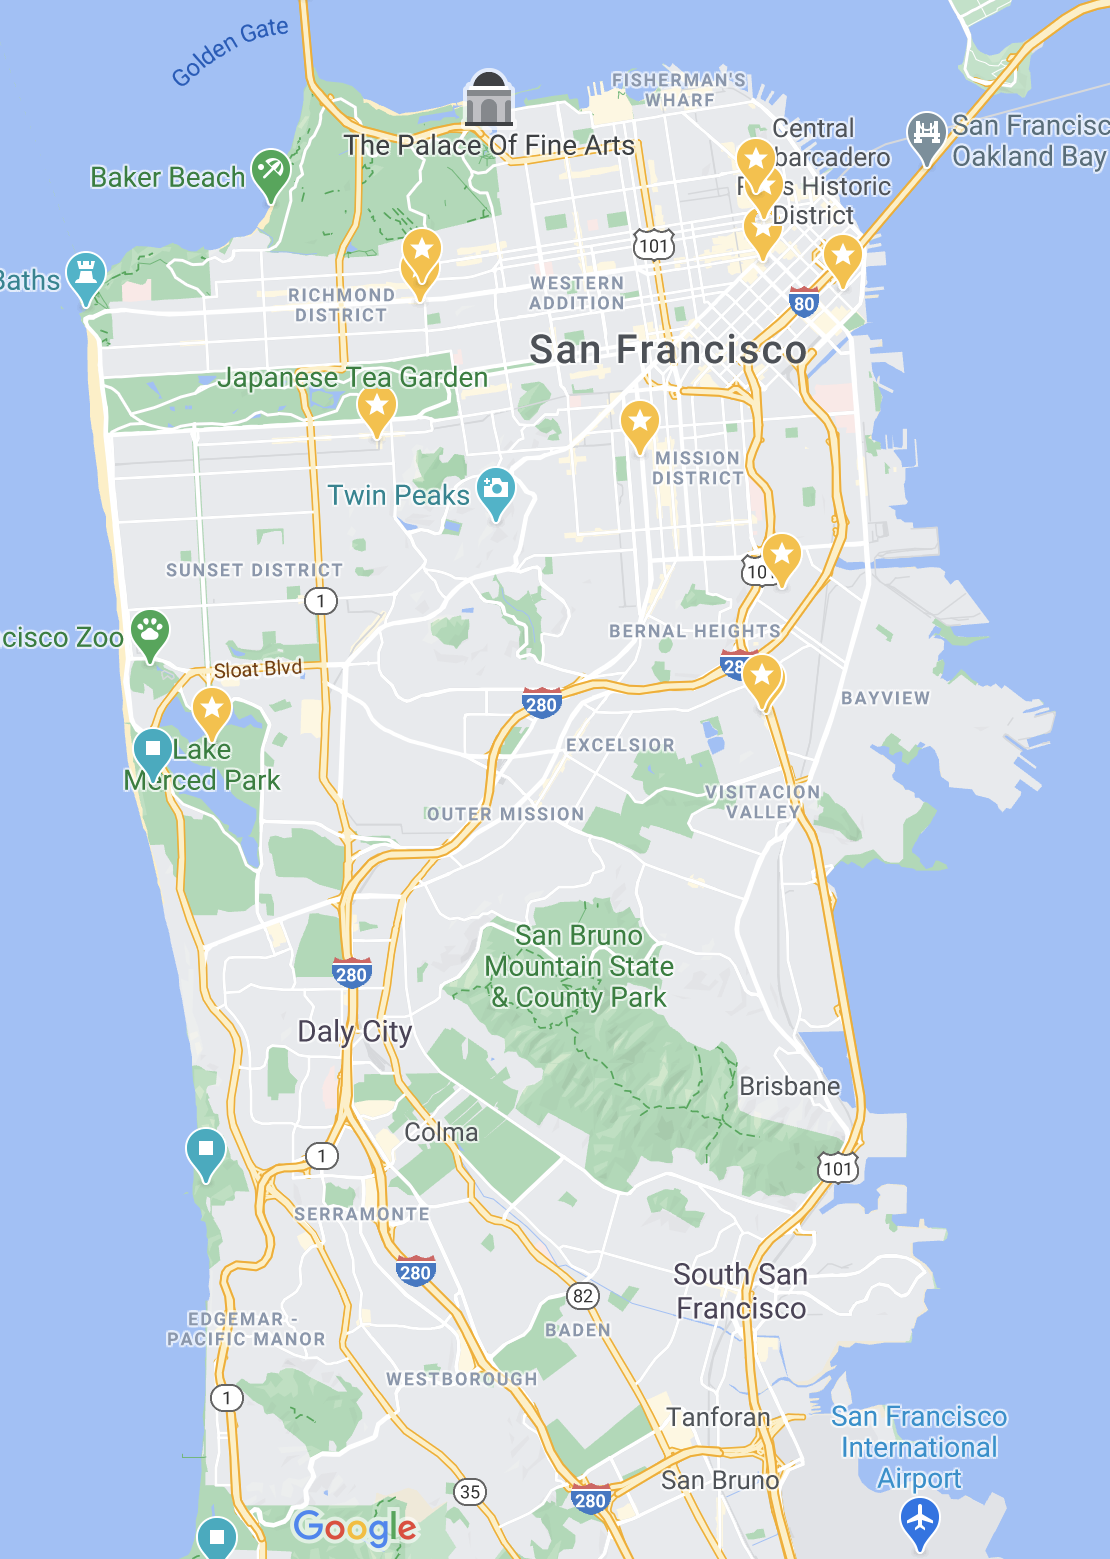 Golden Gate
FISHERMAN'S
WHARF
The Palace Of Fine Arts
Central
barcadero
s Historic
District
San Francisc
Oakland Bay
Baker Beach
101
Baths
RICHMOND
DISTRICT
WESTERN
ADDITION
80
San Francisco
Japanese Tea Garden
MISSION
DISTRICT
Twin Peaks
SUNSET DISTRICT
10
1
cisco Zoo
BERNAL HEIGHTS
Sloat Blvd
28
280
BAYVIEW
Lake
Merced Park
EXCELSIOR
VISITACION
VALLEY
OUTER MISSION
San Bruno
Mountain State
& County Park
280
Daly City
Brisbane
Colma
1
101
SERRAMONTE
280
South San
Francisco
82
EDGEMAR -
PACIFIC MANOR
BADEN
WESTBOROUGH
1
Tanforan
San Francisco
International
Airport
San Bruno
35
280
Google